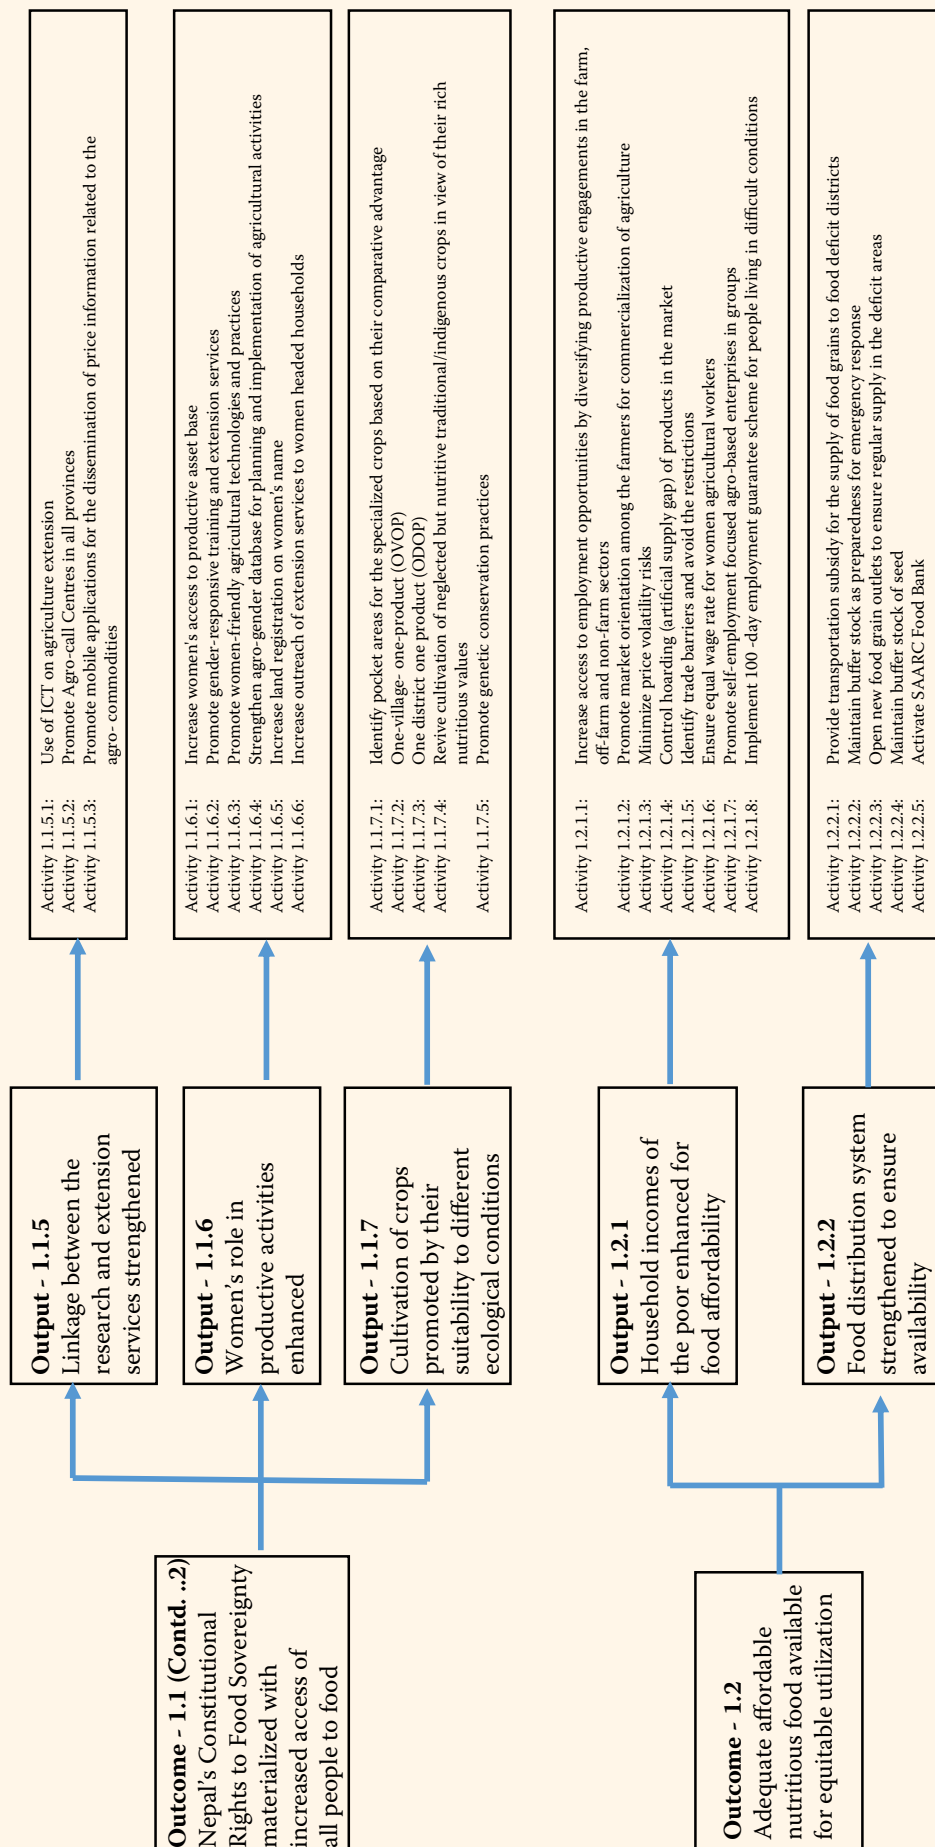 Outcome - 1.1 (Contd. ..2)
Nepal's Constitutional
Rights to Food Sovereignty
materialized with
increased access of
all people to food
Output - 1.1.5
Linkage between the
research and extension
services strengthened
Activity 1.1.5.1: Use of ICT on agriculture extension
Activity 1.1.5.2: Promote Agro-call Centres in all provinces
Activity 1.1.5.3: Promote mobile applications for the dissemination of price information related to the
agro- commodities
Output - 1.1.6
Women's role in
productive activities
enhanced
Activity 1.1.6.1: Increase women's access to productive asset base
Activity 1.1.6.2: Promote gender-responsive training and extension services
Activity 1.1.6.3: Promote women-friendly agricultural technologies and practices
Activity 1.1.6.4: Strengthen agro-gender database for planning and implementation of agricultural activities
Activity 1.1.6.5: Increase land registration on women's name
Activity 1.1.6.6: Increase outreach of extension services to women headed households
Output - 1.1.7
Cultivation of crops
promoted by their
suitability to different
ecological conditions
Activity 1.1.7.1: Identify pocket areas for the specialized crops based on their comparative advantage
Activity 1.1.7.2: One-village- one-product (OVOP)
Activity 1.1.7.3: One district one product (ODOP)
Activity 1.1.7.4: Revive cultivation of neglected but nutritive traditional/indigenous crops in view of their rich
nutritious values
Activity 1.1.7.5: Promote genetic conservation practices
Outcome - 1.2
Adequate affordable
nutritious food available
for equitable utilization
Output - 1.2.1
Household incomes of
the poor enhanced for
food affordability
Activity 1.2.1.1: Increase access to employment opportunities by diversifying productive engagements in the farm,
off-farm and non-farm sectors
Activity 1.2.1.2: Promote market orientation among the farmers for commercialization of agriculture
Activity 1.2.1.3: Minimize price volatility risks
Activity 1.2.1.4: Control hoarding (artificial supply gap) of products in the market
Activity 1.2.1.5: Identify trade barriers and avoid the restrictions
Activity 1.2.1.6: Ensure equal wage rate for women agricultural workers
Activity 1.2.1.7: Promote self-employment focused agro-based enterprises in groups
Activity 1.2.1.8: Implement 100 -day employment guarantee scheme for people living in difficult conditions
Output - 1.2.2
Food distribution system
strengthened to ensure
availability
Activity 1.2.2.1: Provide transportation subsidy for the supply of food grains to food deficit districts
Activity 1.2.2.2: Maintain buffer stock as preparedness for emergency response
Activity 1.2.2.3: Open new food grain outlets to ensure regular supply in the deficit areas
Activity 1.2.2.4: Maintain buffer stock of seed
Activity 1.2.2.5: Activate SAARC Food Bank